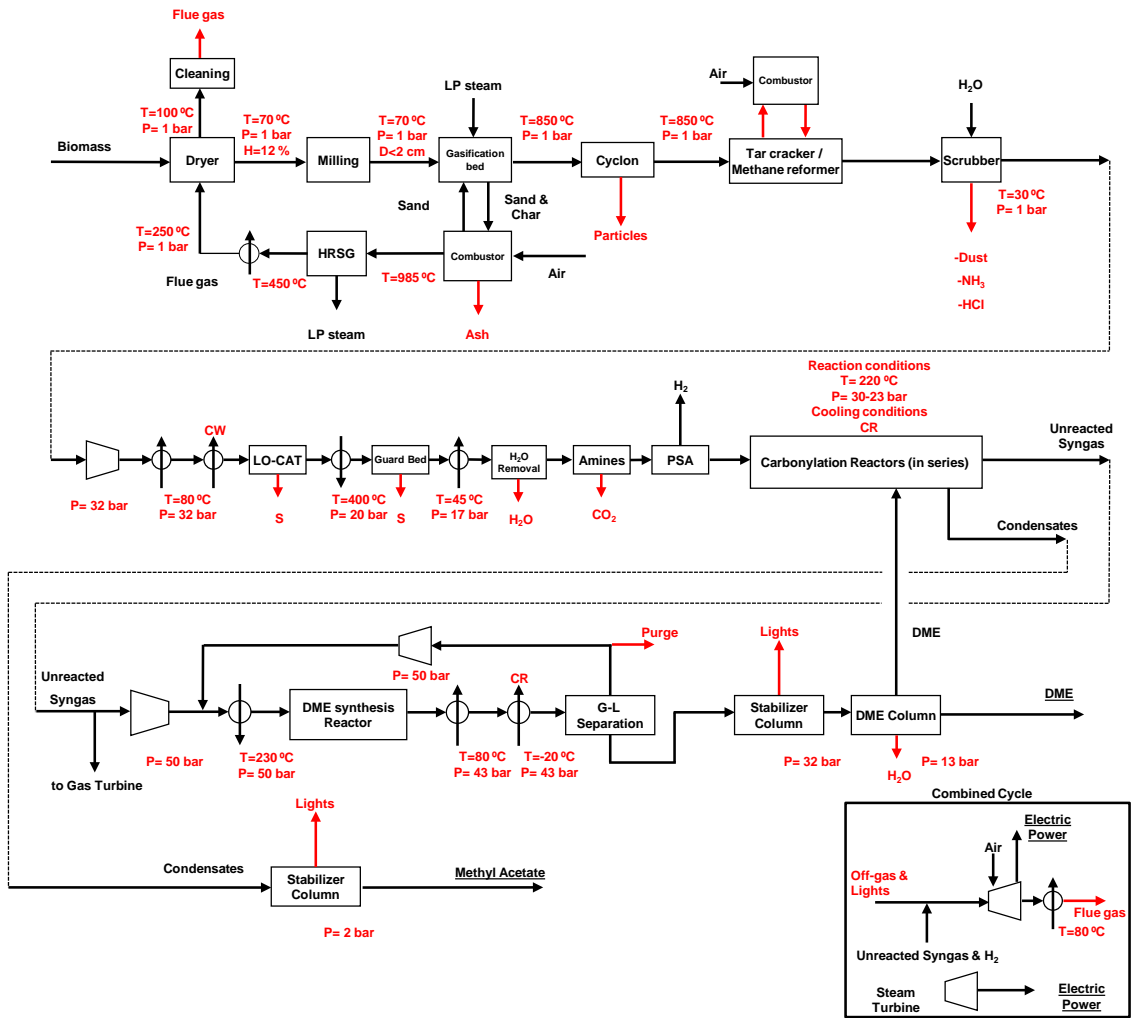 Flue gas
Cleaning
T=100 ºC
P= 1 bar
T=70 ºC
P= 1 bar
H=12 %
T=70 ºC
P= 1 bar
D<2 cm
LP steam
T=850 ºC
P= 1 bar
T=850 ºC
P= 1 bar
Air
Combustor
H2O
Biomass
Dryer
Milling
Gasification
bed
Cyclon
Tar cracker /
Methane reformer
Scrubber
T=30 ºC
P= 1 bar
Sand
Sand &
Char
Particles
T=250 ºC
P= 1 bar
Flue gas
T=450 ºC
HRSG
T=985 ºC
Combustor
Air
LP steam
Ash
-Dust
-NH3
-HCl
Reaction conditions
T= 220 ºC
P= 30-23 bar
Cooling conditions
CR
H2
Unreacted
Syngas
CW
LO-CAT
Guard Bed
H2O
Removal
Amines
PSA
Carbonylation Reactors (in series)
P= 32 bar
T=80 ºC
P= 32 bar
S
T=400 ºC
P= 20 bar
S
T=45 ºC
P= 17 bar
H2O
CO2
Condensates
DME
Purge
Lights
P= 50 bar
Unreacted
Syngas
CR
DME synthesis
Reactor
G-L
Separation
Stabilizer
Column
DME Column
DME
P= 50 bar
T=230 ºC
P= 50 bar
T=80 ºC
P= 43 bar
T=-20 ºC
P= 43 bar
P= 32 bar
H2O
P= 13 bar
to Gas Turbine
Lights
Condensates
Stabilizer
Column
Methyl Acetate
P= 2 bar
Combined Cycle
Electric
Power
Air
Off-gas &
Lights
Flue gas
T=80 ºC
Unreacted Syngas & H2
Steam
Turbine
Electric
Power